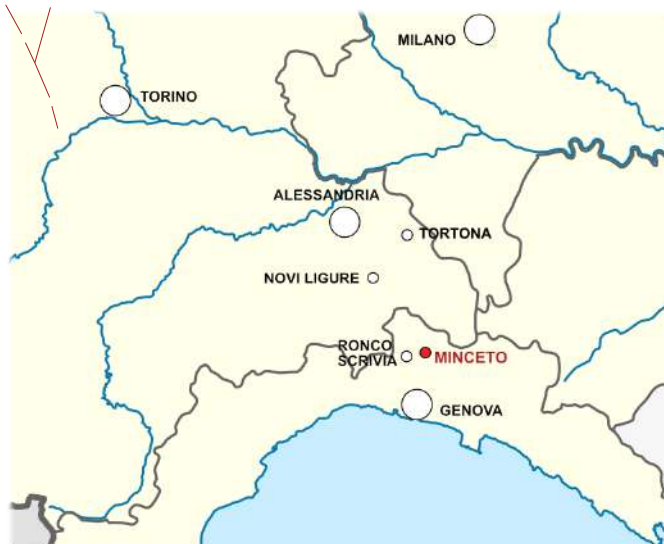 MILANO
TORINO
ALESSANDRIA
TORTONA
NOVI LIGURE
RONCO
SCRIVIA
MINCETO
GENOVA